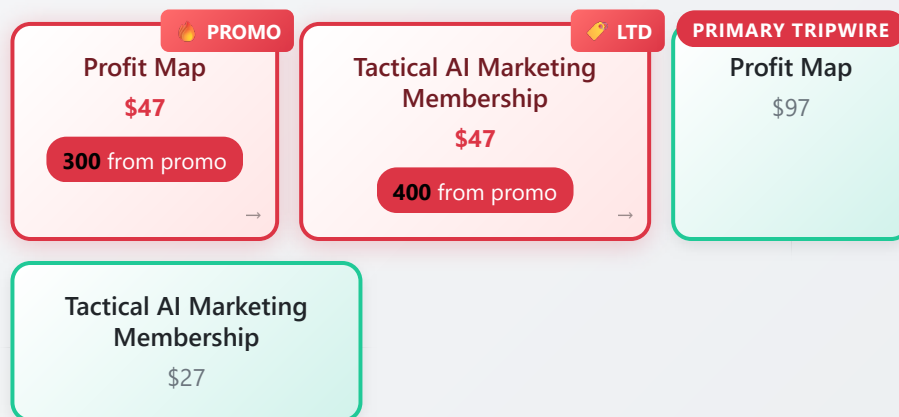 PROMO
Profit Map
$47
300 from promo
→
LTD
Tactical AI Marketing
Membership
$47
400 from promo
→
PRIMARY TRIPWIRE
Profit Map
$97
Tactical AI Marketing
Membership
$27